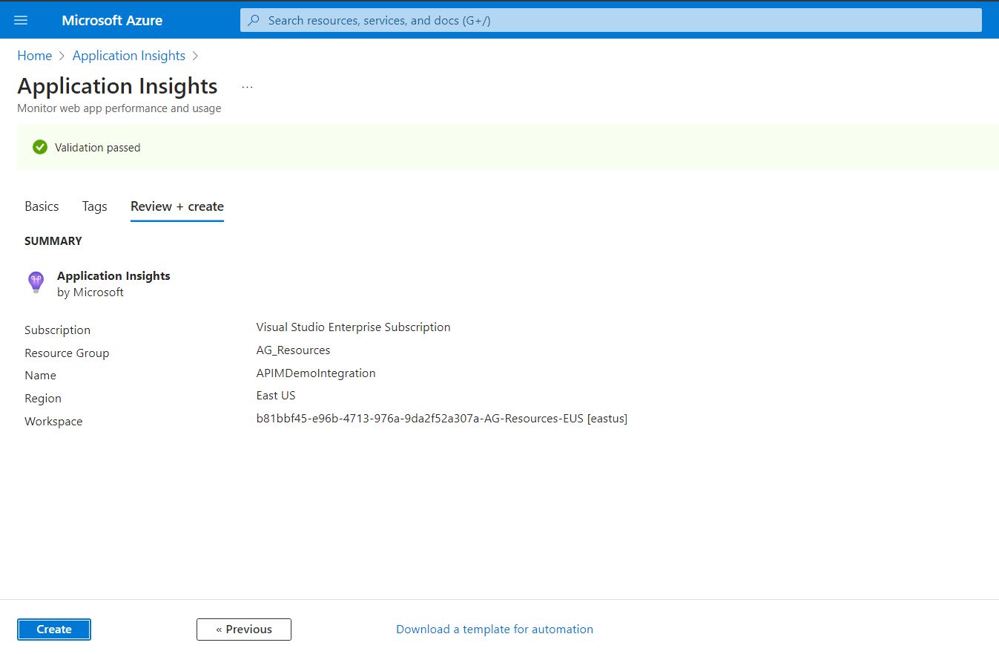 Microsoft Azure
Search resources, services, and docs (G+/)
Home > Application Insights >
Application Insights ...
Monitor web app performance and usage
Validation passed
Basics Tags Review + create
SUMMARY
Application Insights
by Microsoft
Subscription Visual Studio Enterprise Subscription
Resource Group AG_Resources
Name APIMDemoIntegration
Region East US
Workspace b81bbf45-e96b-4713-976a-9da2f52a307a-AG-Resources-EUS [eastus]
Create « Previous Download a template for automation